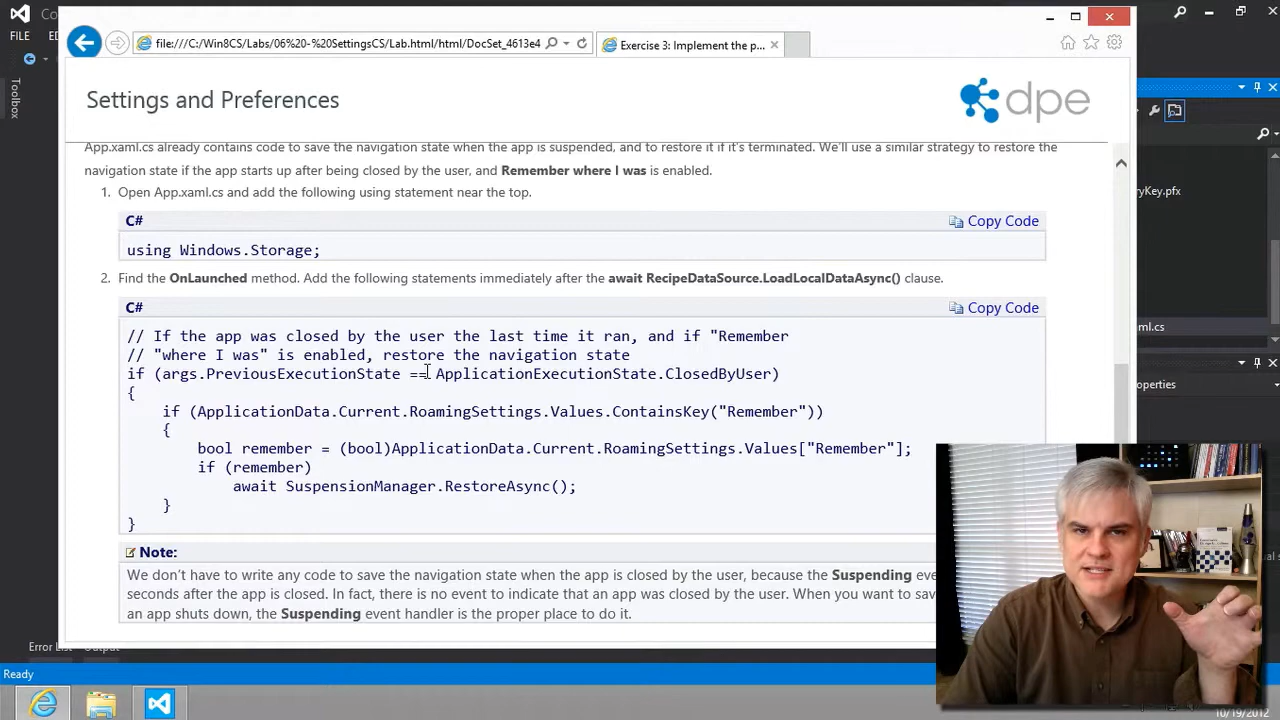 FILE
file:///C:/Win8CS/Labs/06%20-%20SettingsCS/Lab.html/html/DocSet_4613e4
Exercise 3: Implement the p...
Toolbox
Settings and Preferences
dpe
App.xaml.cs already contains code to save the navigation state when the app is suspended, and to restore it if it's terminated. We'll use a similar strategy to restore the
navigation state if the app starts up after being closed by the user, and Remember where I was is enabled.
1. Open App.xaml.cs and add the following using statement near the top.
C#
Copy Code
using Windows.Storage;
2. Find the OnLaunched method. Add the following statements immediately after the await RecipeDataSource.LoadLocalDataAsync() clause.
C#
Copy Code
// If the app was closed by the user the last time it ran, and if "Remember
// "where I was" is enabled, restore the navigation state
if (args.PreviousExecutionState == ApplicationExecutionState.ClosedByUser)
{
if (ApplicationData.Current.RoamingSettings.Values.ContainsKey("Remember"))
{
bool remember = (bool)ApplicationData.Current.RoamingSettings.Values["Remember"];
if (remember)
await SuspensionManager.RestoreAsync();
}
}
Note:
We don't have to write any code to save the navigation state when the app is closed by the user, because the Suspending eve
seconds after the app is closed. In fact, there is no event to indicate that an app was closed by the user. When you want to sav
an app shuts down, the Suspending event handler is the proper place to do it.
ryKey.pfx
ml.cs
operties
Error List
Output
Ready
10/19/2012